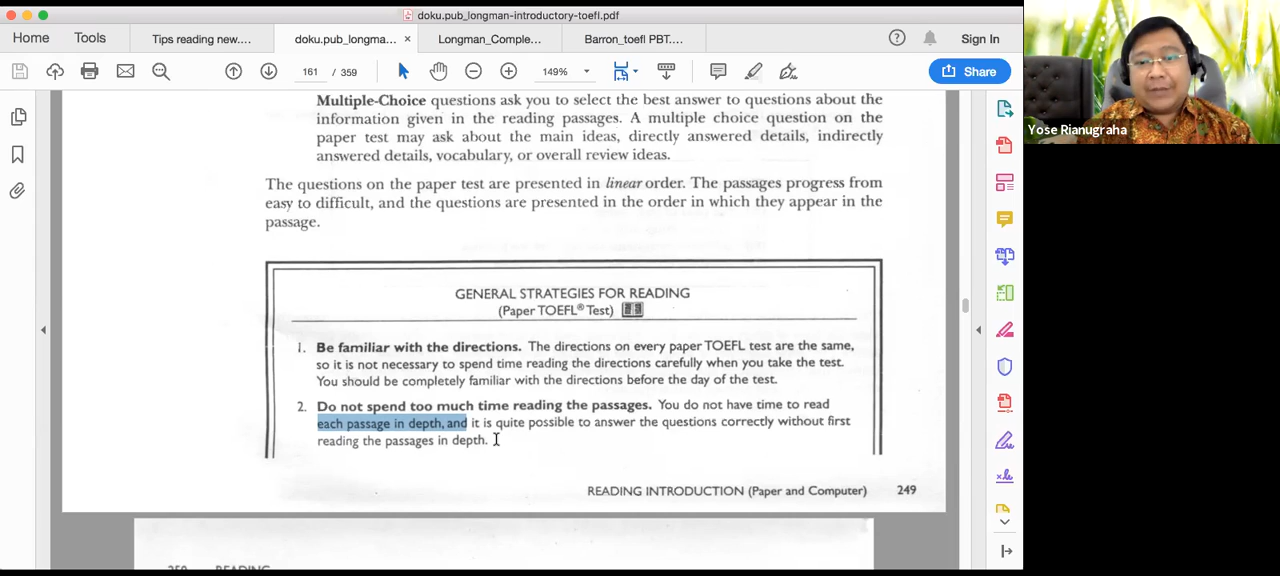 doku.pub_longman-introductory-toefl.pdf
Home
Tools
Tips reading new....
doku.pub_longma...
×
Longman_Comple...
Barron_toefl PBT....
?
Sign In
161 / 359
149%
Share
Yose Rianugraha
Multiple-Choice questions ask you to select the best answer to questions about the
information given in the reading passages. A multiple choice question on the
paper test may ask about the main ideas, directly answered details, indirectly
answered details, vocabulary, or overall review ideas.
The questions on the paper test are presented in linear order. The passages progress from
easy to difficult, and the questions are presented in the order in which they appear in the
passage.
GENERAL STRATEGIES FOR READING
(Paper TOEFL® Test)
1. Be familiar with the directions. The directions on every paper TOEFL test are the same,
so it is not necessary to spend time reading the directions carefully when you take the test.
You should be completely familiar with the directions before the day of the test.
2. Do not spend too much time reading the passages. You do not have time to read
each passage in depth, and it is quite possible to answer the questions correctly without first
reading the passages in depth.
READING INTRODUCTION (Paper and Computer) 249
250 READING